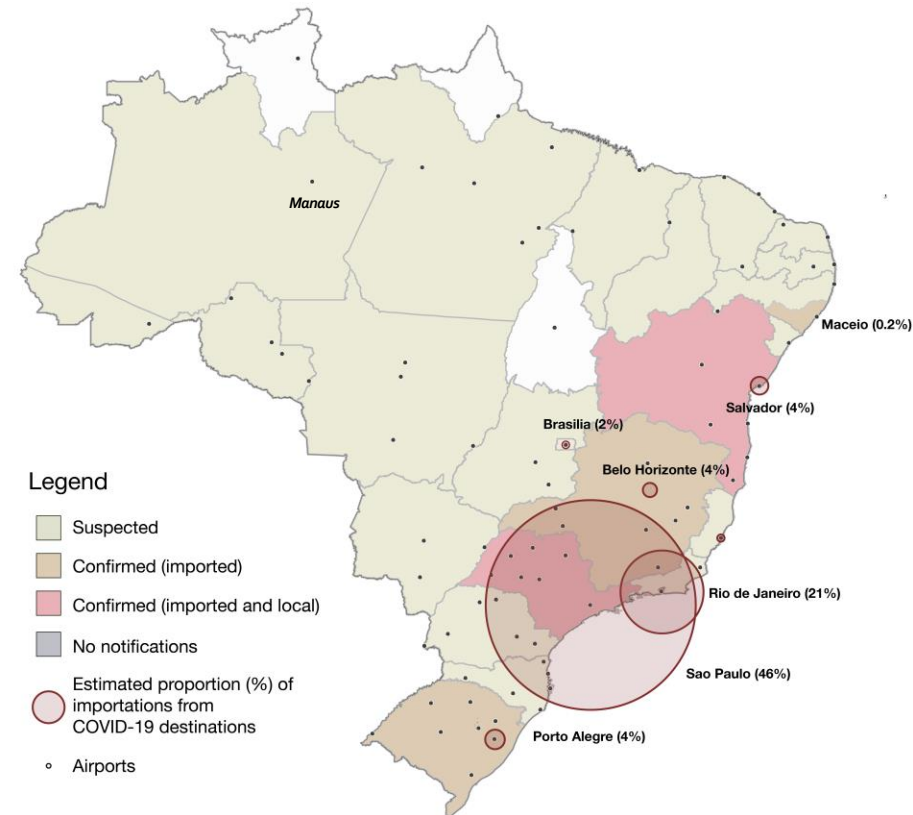 Manaus
Maceio (0.2%)
Salvador (4%)
Brasilia (2%)
Belo Horizonte (4%)
Rio de Janeiro (21%)
Sao Paulo (46%)
Porto Alegre (4%)
Legend
Suspected
Confirmed (imported)
Confirmed (imported and local)
No notifications
Estimated proportion (%) of
importations from
COVID-19 destinations
Airports